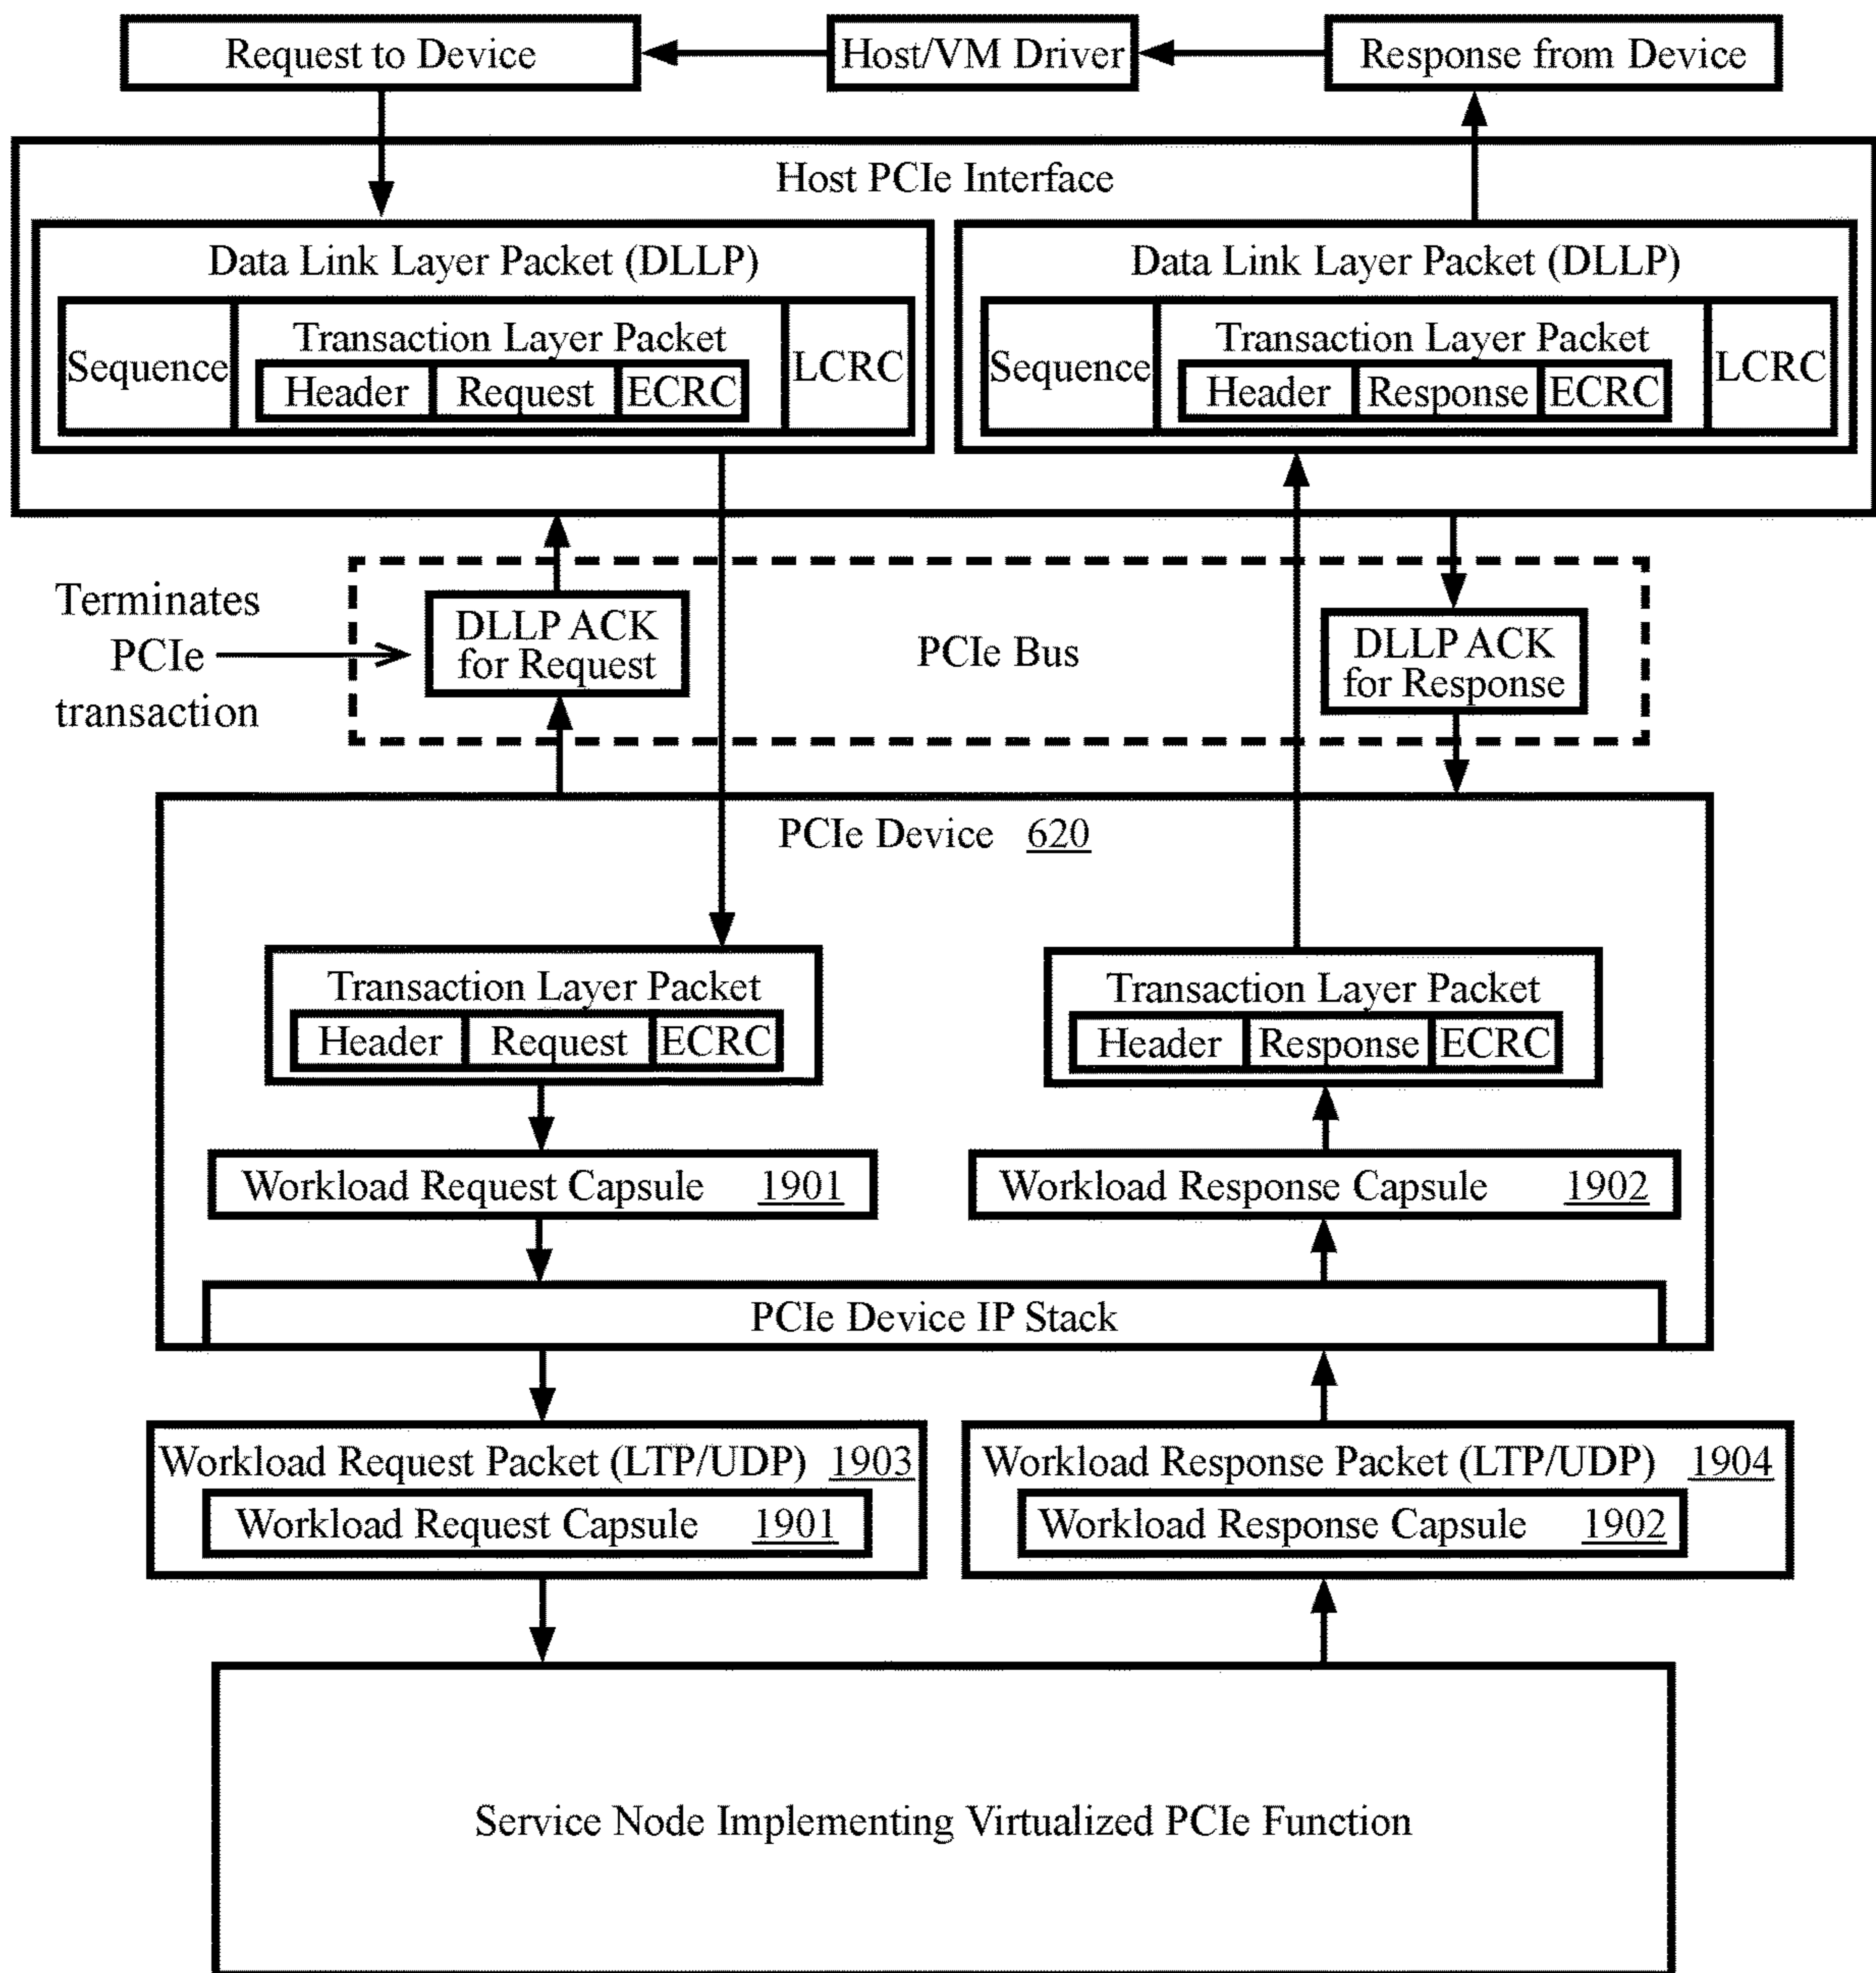 Request to Device
Host/VM Driver
Response from Device
Host PCIe Interface
Data Link Layer Packet (DLLP)
Sequence
Transaction Layer Packet
Header
Request
ECRC
LCRC
Data Link Layer Packet (DLLP)
Sequence
Transaction Layer Packet
Header
Response
ECRC
LCRC
Terminates
PCIe
transaction
DLLP ACK
for Request
PCIe Bus
DLLP ACK
for Response
PCIe Device 620
Transaction Layer Packet
Header
Request
ECRC
Transaction Layer Packet
Header
Response
ECRC
Workload Request Capsule 1901
Workload Response Capsule 1902
PCIe Device IP Stack
Workload Request Packet (LTP/UDP) 1903
Workload Request Capsule 1901
Workload Response Packet (LTP/UDP) 1904
Workload Response Capsule 1902
Service Node Implementing Virtualized PCIe Function